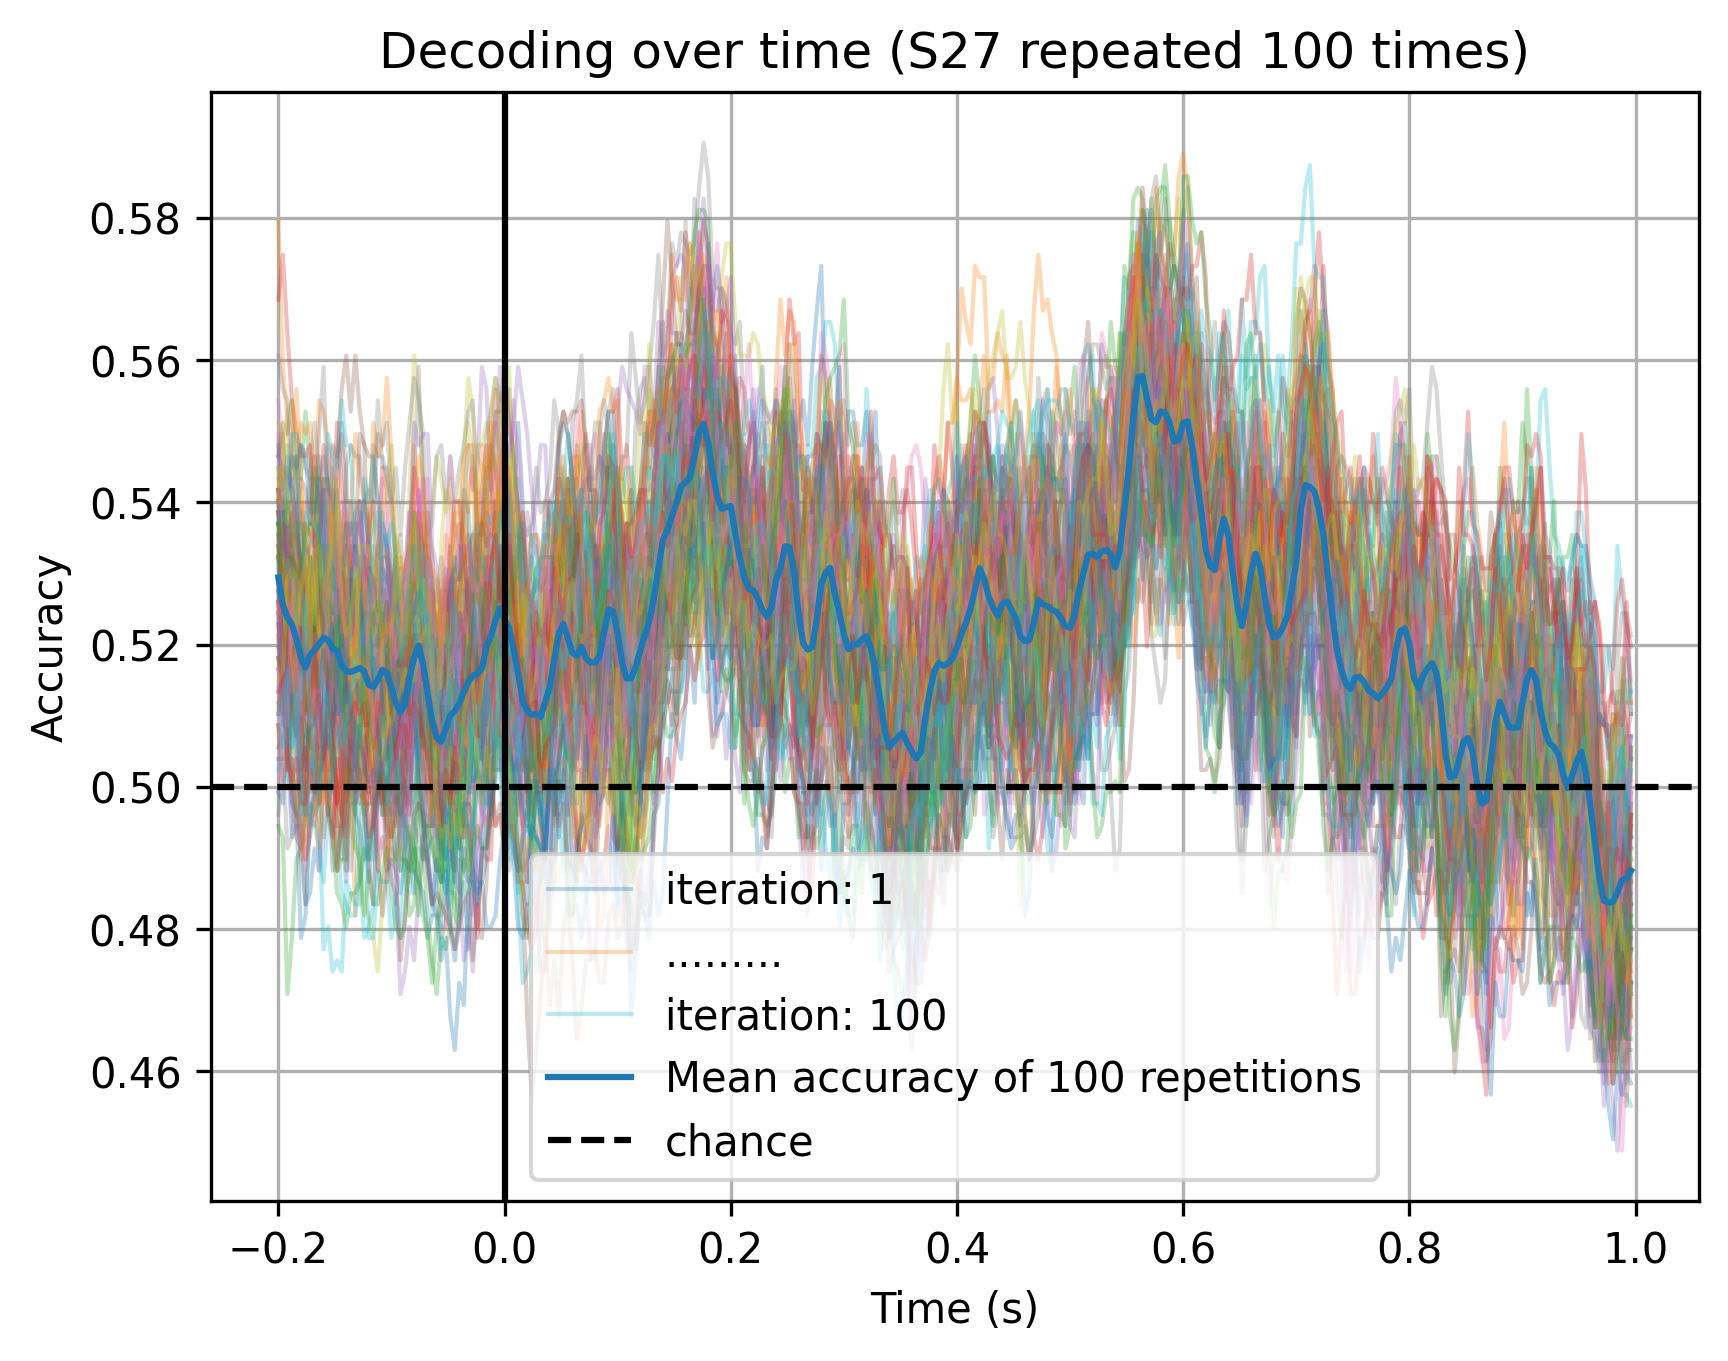 Decoding over time (S27 repeated 100 times)
Accuracy
0.58
0.56
0.54
0.52
0.50
0.48
0.46
iteration: 1
.........
iteration: 100
Mean accuracy of 100 repetitions
chance
−0.2
0.0
0.2
0.4
0.6
0.8
1.0
Time (s)